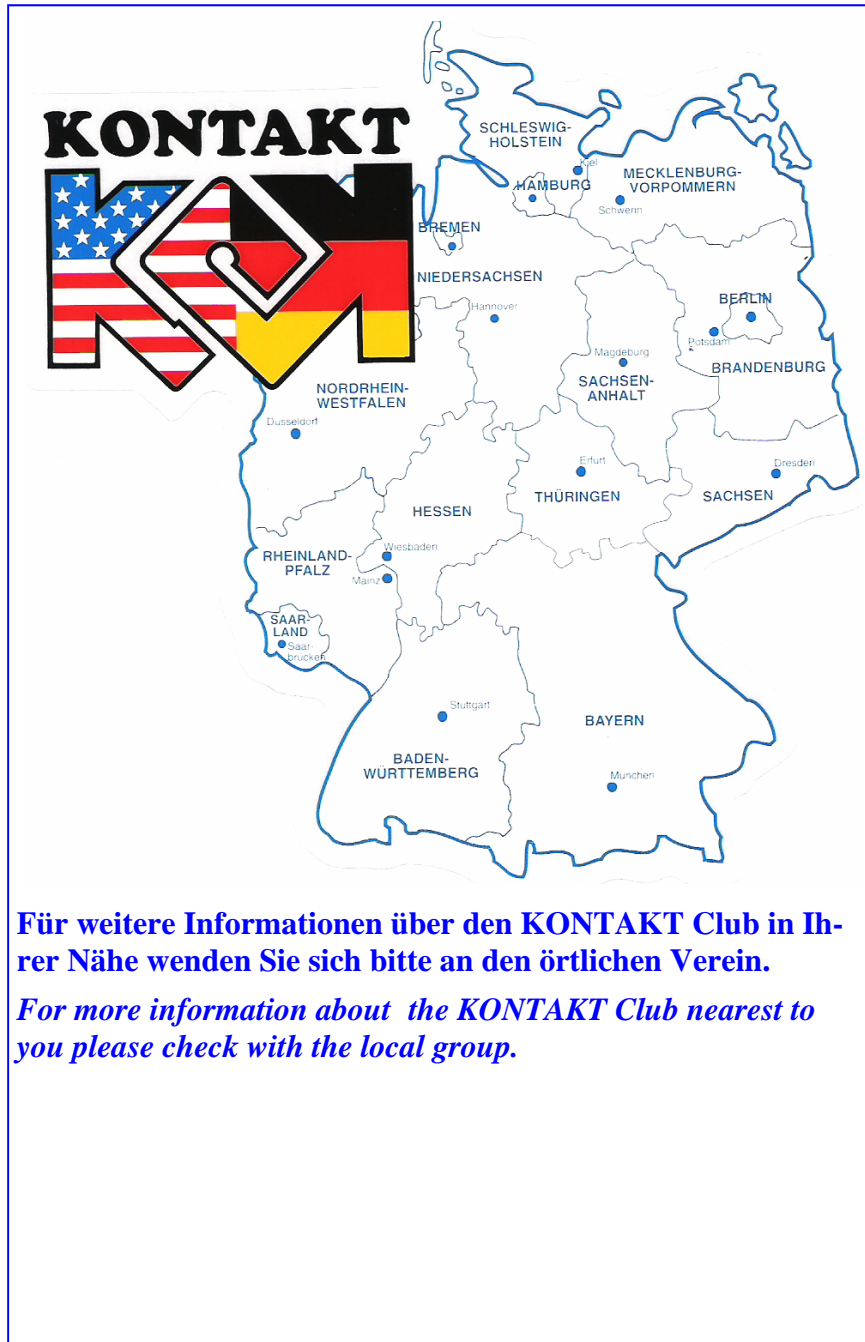 KONTAKT
SCHLESWIG-
HOLSTEIN
Kiel
MECKLENBURG-
VORPOMMERN
HAMBURG
Schwerin
BREMEN
NIEDERSACHSEN
Hannover
BERLIN
Potsdam
BRANDENBURG
Magdeburg
SACHSEN-
ANHALT
NORDRHEIN-
WESTFALEN
Düsseldorf
Erfurt
THÜRINGEN
Dresden
SACHSEN
HESSEN
Wiesbaden
RHEINLAND-
PFALZ
Mainz
SAAR-
LAND
Saar-
brücken
Stuttgart
BAYERN
BADEN-
WÜRTTEMBERG
München
Für weitere Informationen über den KONTAKT Club in Ih-
rer Nähe wenden Sie sich bitte an den örtlichen Verein.
For more information about the KONTAKT Club nearest to
you please check with the local group.